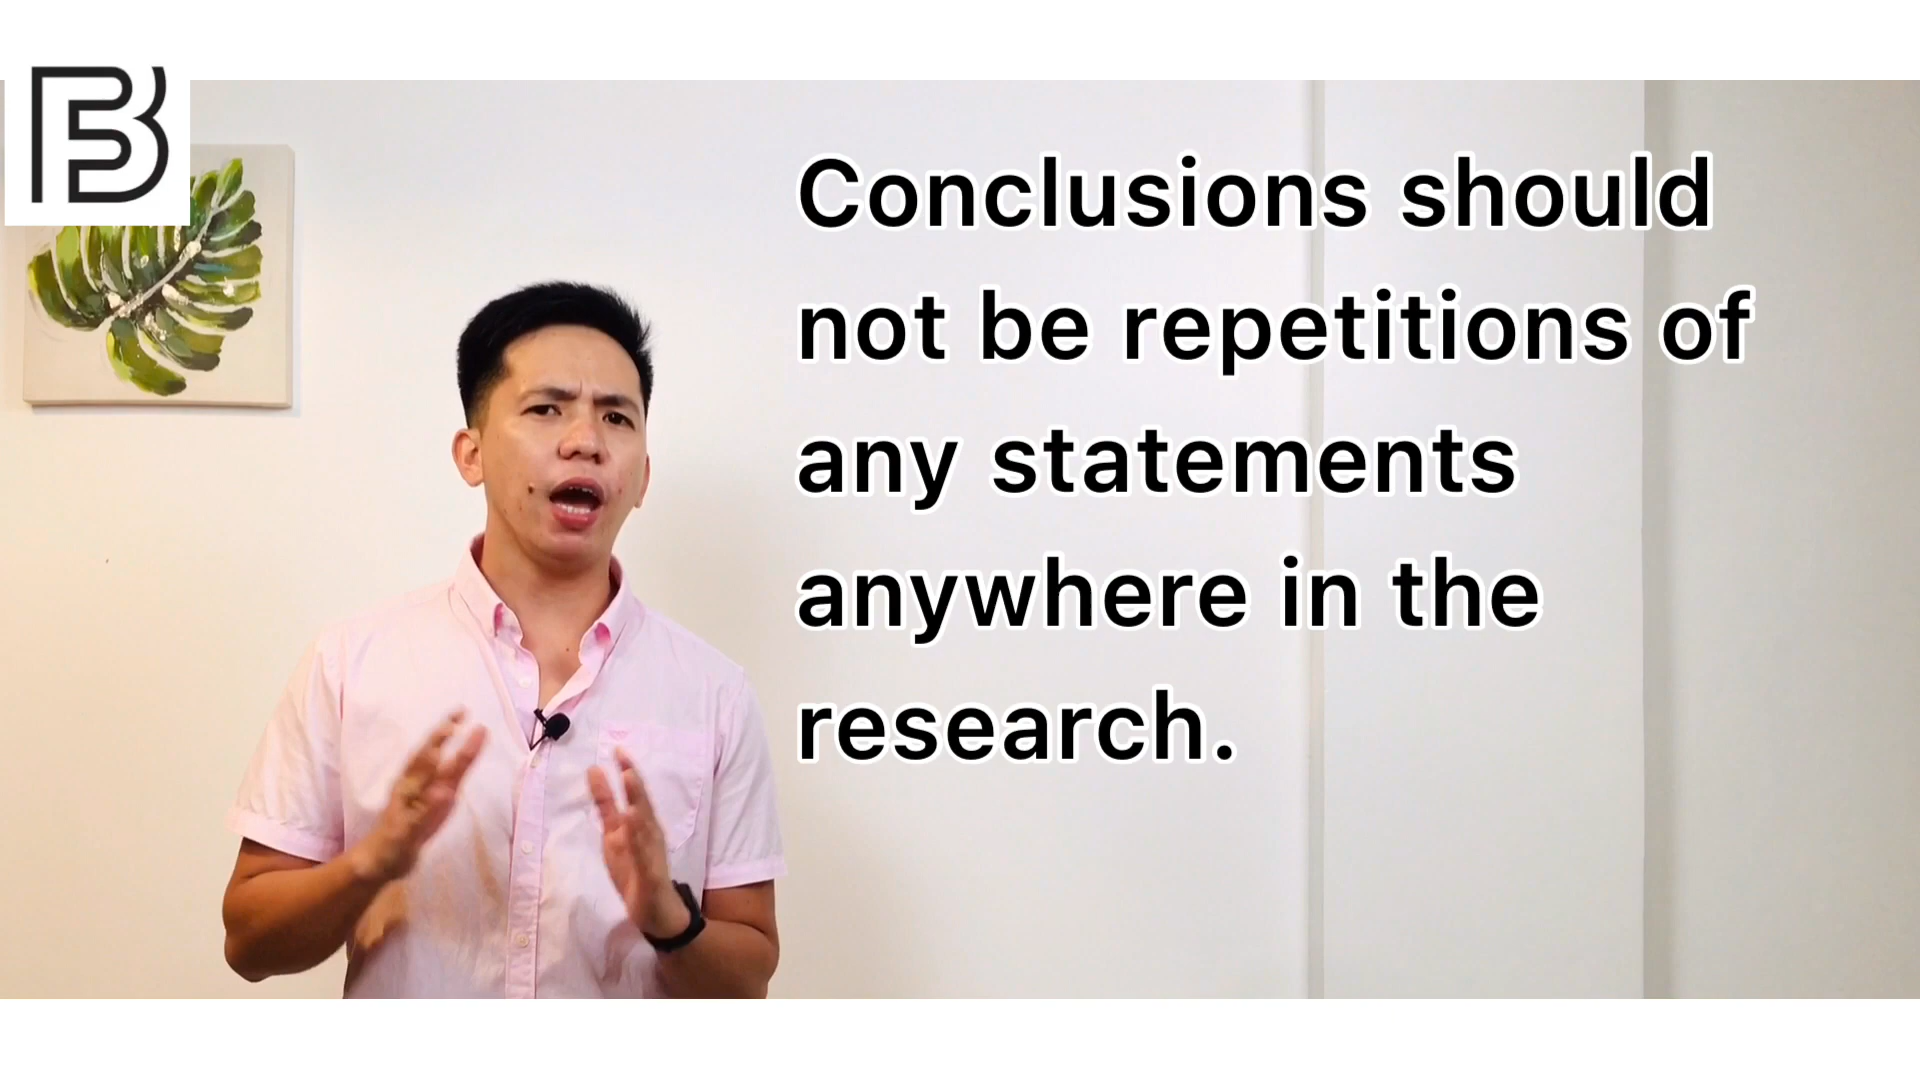 Conclusions should
not be repetitions of
any statements
anywhere in the
research.